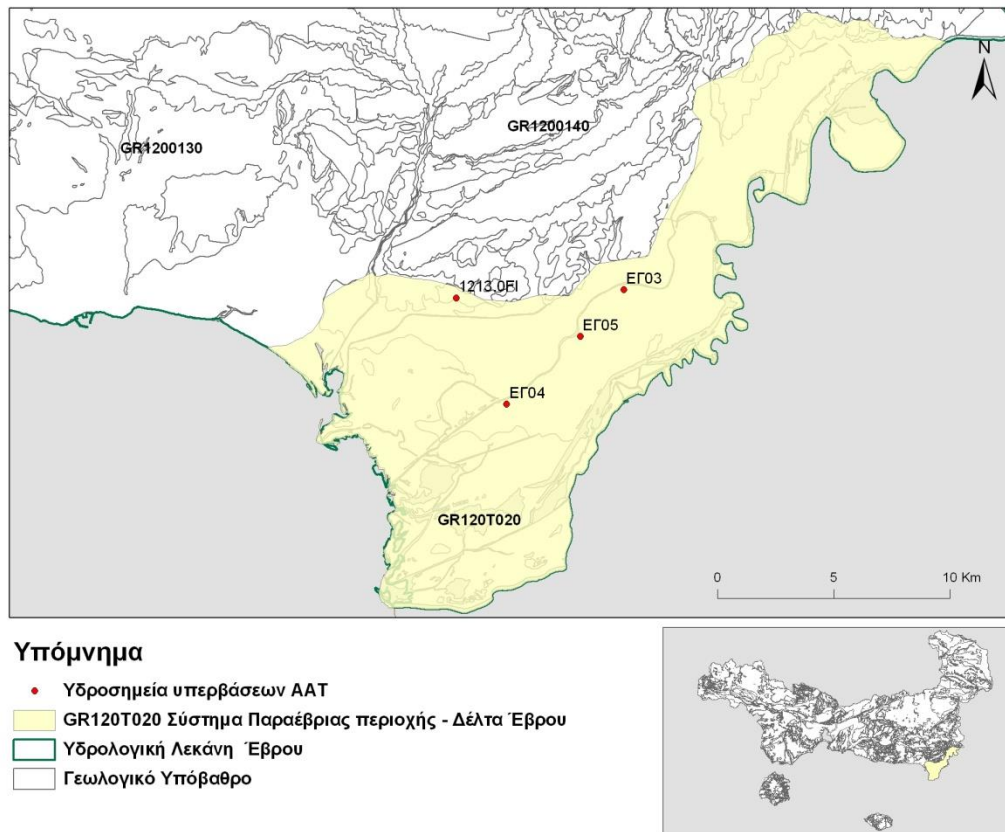 N
GR1200140
GR1200130
ΕΓ03
1213.0FI
ΕΓ05
ΕΓ04
GR120T020
0 5 10 Km
Υπόμνημα
Υδροσημεία υπερβάσεων ΑΑΤ
GR120T020 Σύστημα Παραέβριας περιοχής - Δέλτα Έβρου
Υδρολογική Λεκάνη Έβρου
Γεωλογικό Υπόβαθρο